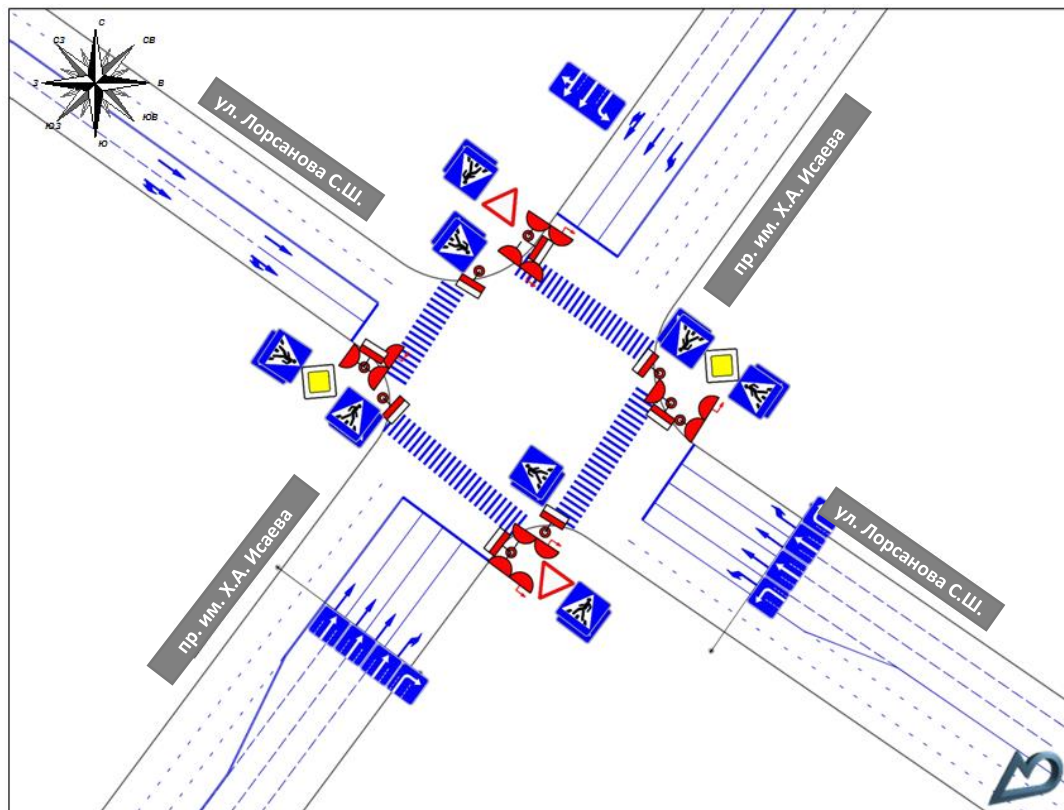 С
СЗ
СВ
З
В
ЮЗ
ЮВ
Ю
ул. Лорсанова С.Ш.
пр. им. Х.А. Исаева
пр. им. Х.А. Исаева
ул. Лорсанова С.Ш.